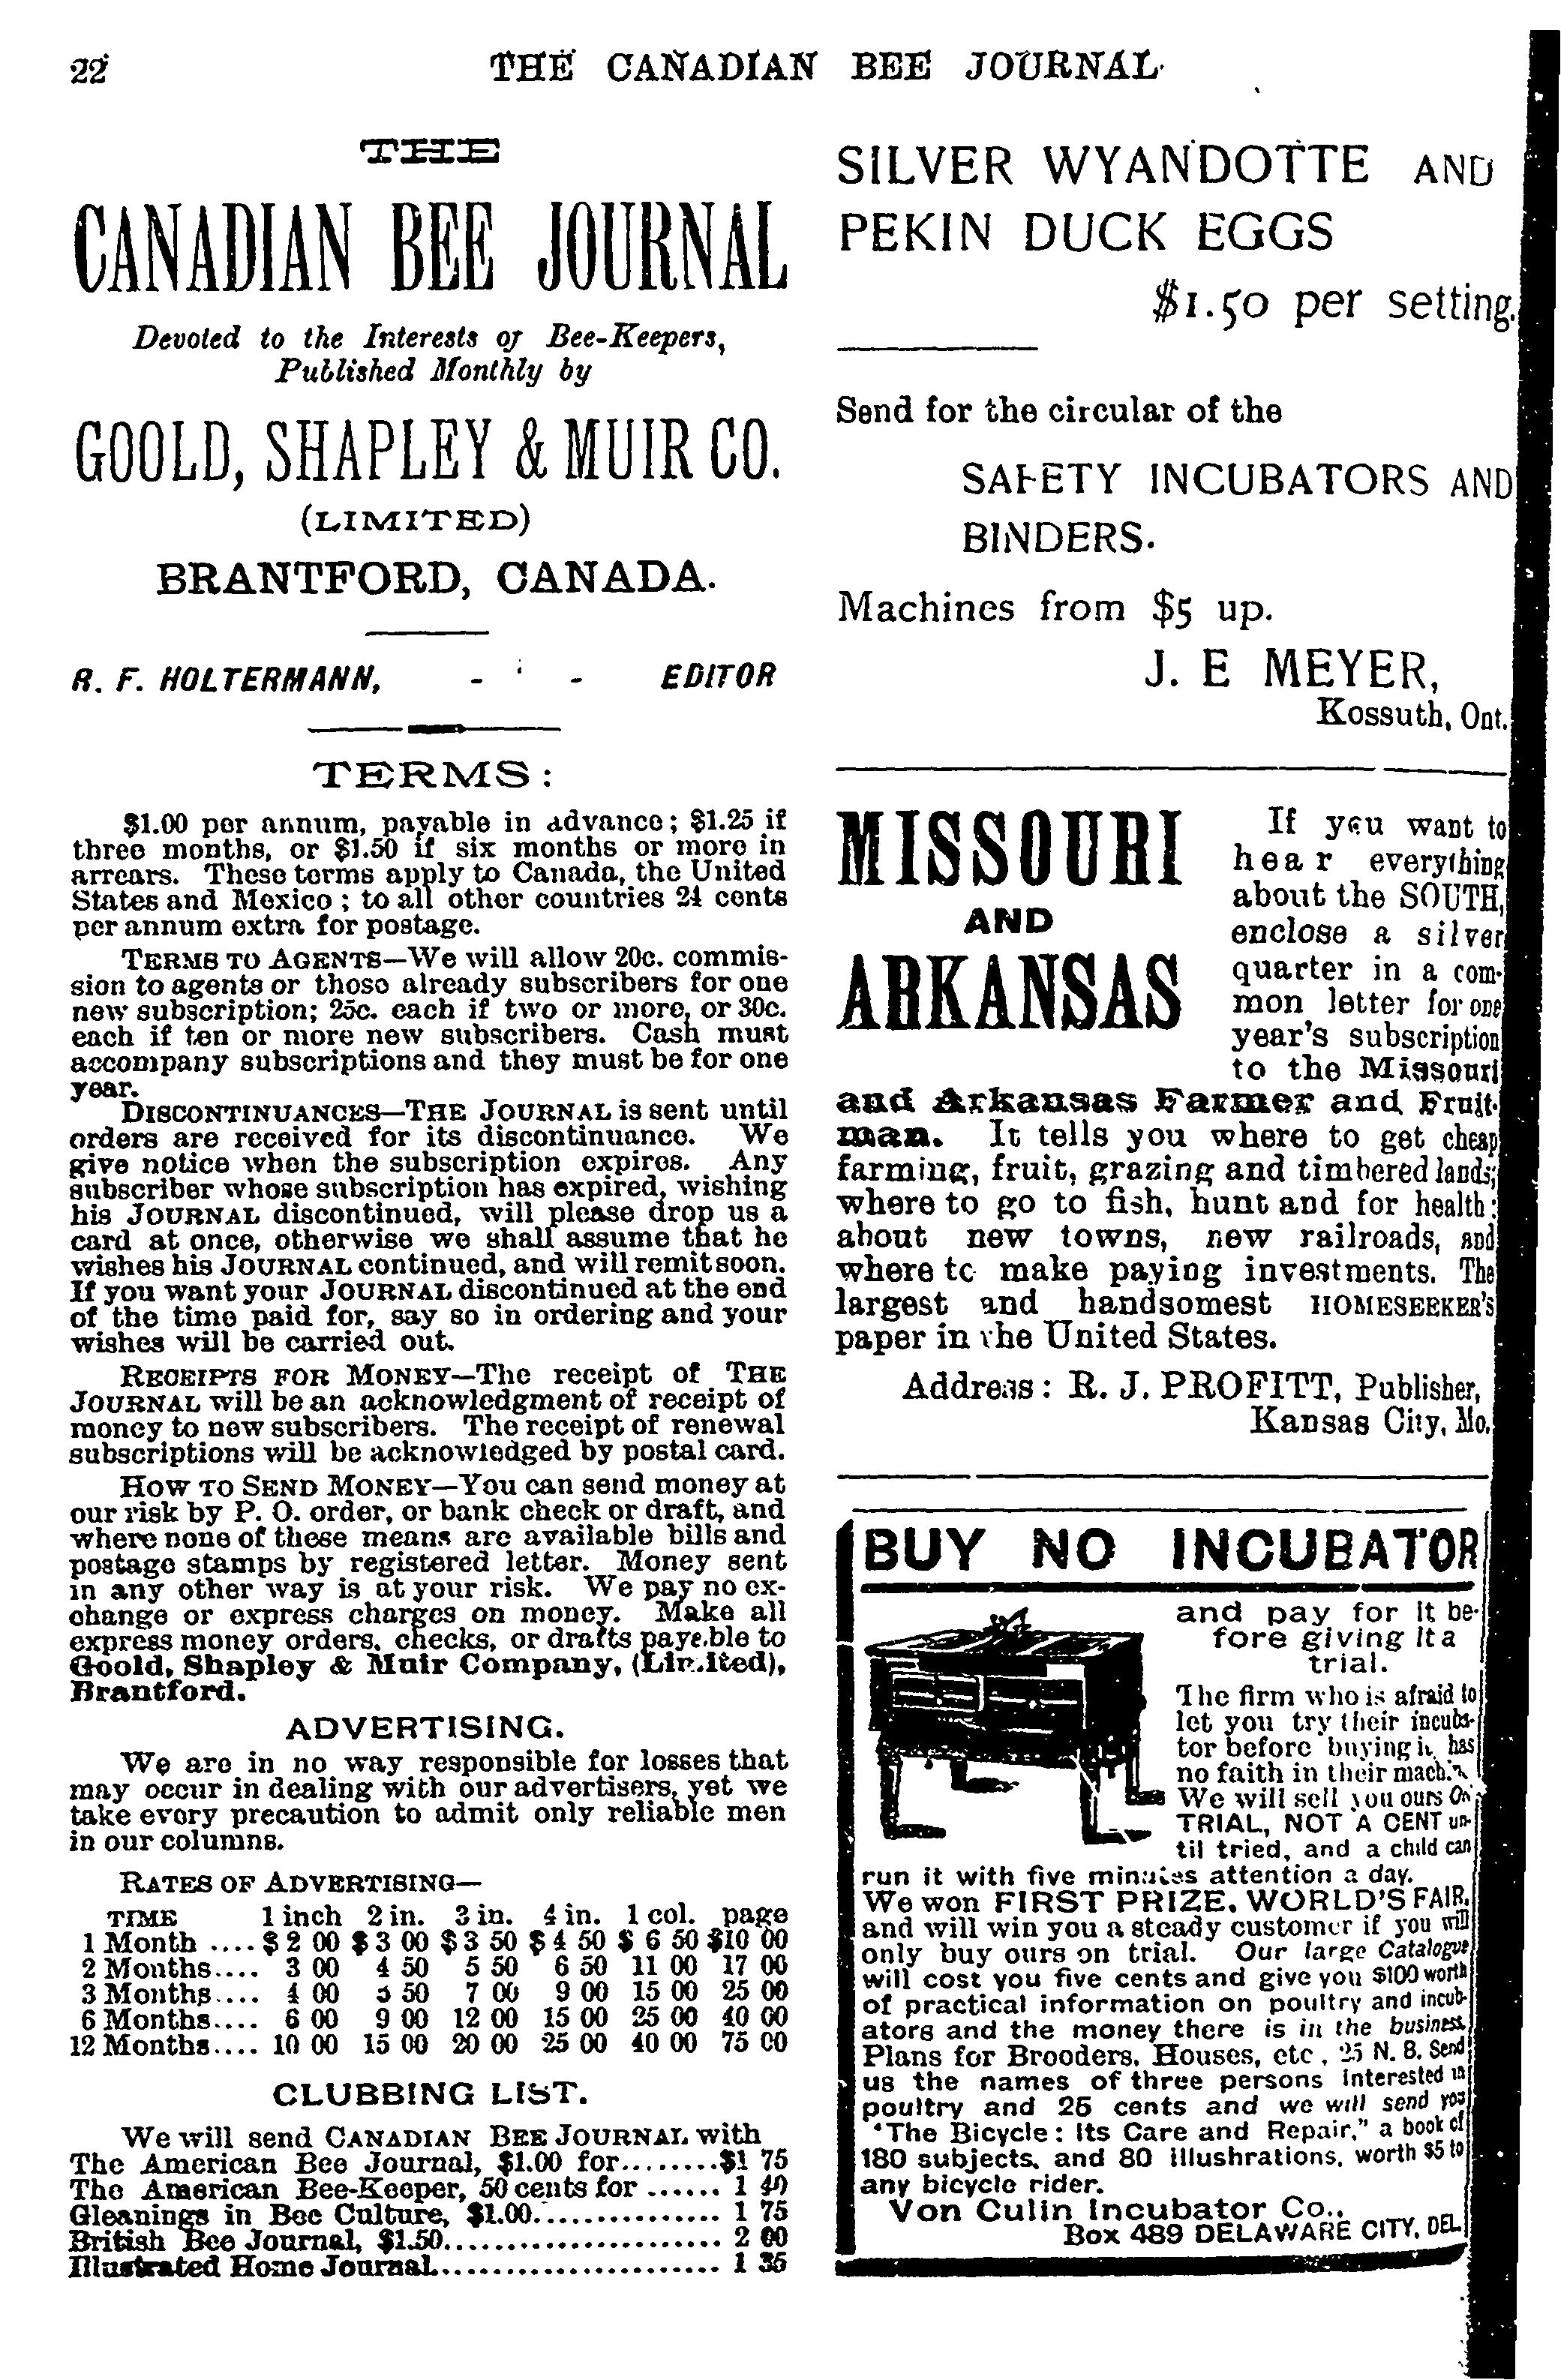 22 THE CANADIAN BEE JOURNAL
THE
CANADIAN BEE JOURNAL
Devoted to the Interests of Bee-Keepers,
Published Monthly by
GOOLD, SHAPLEY & MUIR CO.
(LIMITED)
BRANTFORD, CANADA.
R. F. HOLTERMANN, - - EDITOR
TERMS:
$1.00 per annum, payable in advance; $1.25 if
three months, or $1.50 if six months or more in
arrears. These terms apply to Canada, the United
States and Mexico; to all other countries 24 cents
per annum extra for postage.
TERMS TO AGENTS—We will allow 20c. commis-
sion to agents or those already subscribers for one
new subscription; 25c. each if two or more, or 30c.
each if ten or more new subscribers. Cash must
accompany subscriptions and they must be for one
year.
DISCONTINUANCES—THE JOURNAL is sent until
orders are received for its discontinuance. We
give notice when the subscription expires. Any
subscriber whose subscription has expired, wishing
his JOURNAL discontinued, will please drop us a
card at once, otherwise we shall assume that he
wishes his JOURNAL continued, and will remit soon.
If you want your JOURNAL discontinued at the end
of the time paid for, say so in ordering and your
wishes will be carried out.
RECEIPTS FOR MONEY—The receipt of THE
JOURNAL will be an acknowledgment of receipt of
money to new subscribers. The receipt of renewal
subscriptions will be acknowledged by postal card.
HOW TO SEND MONEY—You can send money at
our risk by P. O. order, or bank check or draft, and
where none of these means are available bills and
postage stamps by registered letter. Money sent
in any other way is at your risk. We pay no ex-
change or express charges on money. Make all
express money orders, checks, or drafts payable to
Goold, Shapley & Muir Company, (Limited),
Brantford.
ADVERTISING.
We are in no way responsible for losses that
may occur in dealing with our advertisers, yet we
take every precaution to admit only reliable men
in our columns.
RATES OF ADVERTISING—
TIME 1 inch 2 in. 3 in. 4 in. 1 col. page
1 Month .... $ 2 00 $ 3 00 $ 3 50 $ 4 50 $ 6 50 $10 00
2 Months.... 3 00 4 50 5 50 6 50 11 00 17 00
3 Months.... 4 00 5 50 7 00 9 00 15 00 25 00
6 Months.... 6 00 9 00 12 00 15 00 25 00 40 00
12 Months.... 10 00 15 00 20 00 25 00 40 00 75 00
CLUBBING LIST.
We will send CANADIAN BEE JOURNAL with
The American Bee Journal, $1.00 for........$1 75
The American Bee-Keeper, 50 cents for ...... 1 40
Gleanings in Bee Culture, $1.00................ 1 75
British Bee Journal, $1.50...................... 2 00
Illustrated Home Journal....................... 1 35
SILVER WYANDOTTE AND
PEKIN DUCK EGGS
$1.50 per setting.
Send for the circular of the
SAFETY INCUBATORS AND
BINDERS.
Machines from $5 up.
J. E MEYER,
Kossuth, Ont.
MISSOURI
AND
ARKANSAS
If you want to
hear everything
about the SOUTH,
enclose a silver
quarter in a com-
mon letter for one
year's subscription
to the Missouri
and Arkansas Farmer and Fruit-
man. It tells you where to get cheap
farming, fruit, grazing and timbered lands;
where to go to fish, hunt and for health;
about new towns, new railroads, and
where to make paying investments. The
largest and handsomest HOMESEEKER'S
paper in the United States.
Address: R. J. PROFITT, Publisher,
Kansas City, Mo.
BUY NO INCUBATOR
and pay for it be-
fore giving it a
trial.
The firm who is afraid to
let you try their incuba-
tor before buying it, has
no faith in their machine.
We will sell you ours ON
TRIAL, NOT A CENT un-
til tried, and a child can
run it with five minutes attention a day.
We won FIRST PRIZE, WORLD'S FAIR,
and will win you a steady customer if you will
only buy ours on trial. Our large Catalogue
will cost you five cents and give you $100 worth
of practical information on poultry and incub-
ators and the money there is in the business.
Plans for Brooders, Houses, etc., 25 N. B. Send
us the names of three persons interested in
poultry and 25 cents and we will send you
"The Bicycle: Its Care and Repair," a book of
180 subjects, and 80 illushrations, worth $5 to
any bicycle rider.
Von Culin Incubator Co.,
Box 489 DELAWARE CITY, DEL.